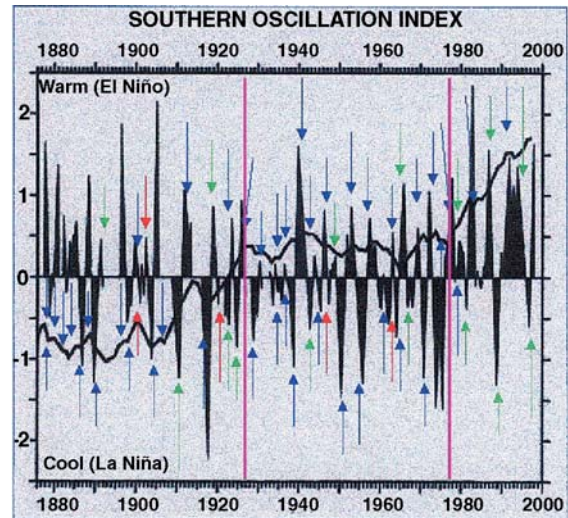 SOUTHERN OSCILLATION INDEX
1880 1900 1920 1940 1960 1980 2000
Warm (El Niño)
2
1
0
-1
-2
Cool (La Niña)
1880 1900 1920 1940 1960 1980 2000